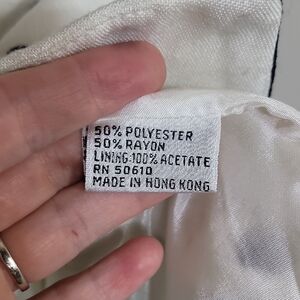 50% POLYESTER
50% RAYON
LINING-100% ACETATE
RN 50610
MADE IN HONG KONG